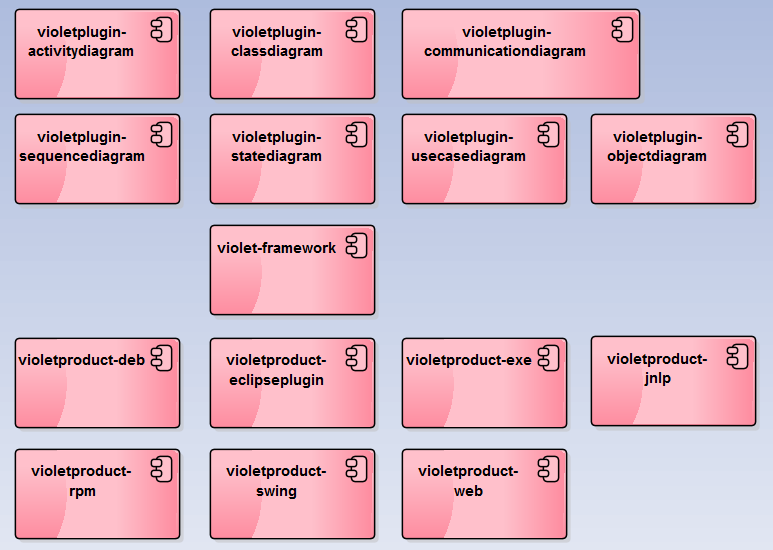 violetplugin-
activitydiagram
violetplugin-
classdiagram
violetplugin-
communicationdiagram
violetplugin-
sequencediagram
violetplugin-
statediagram
violetplugin-
usecasediagram
violetplugin-
objectdiagram
violet-framework
violetproduct-deb
violetproduct-
eclipseplugin
violetproduct-exe
violetproduct-
jnlp
violetproduct-
rpm
violetproduct-
swing
violetproduct-
web